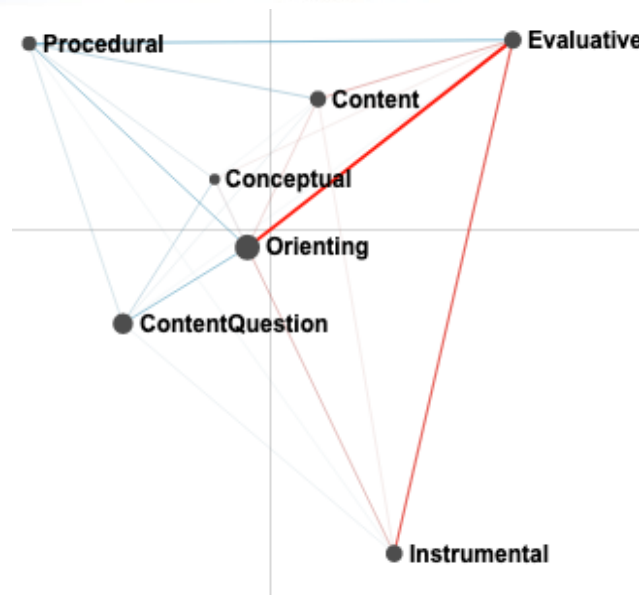 Procedural
Evaluative
Content
Conceptual
Orienting
ContentQuestion
Instrumental